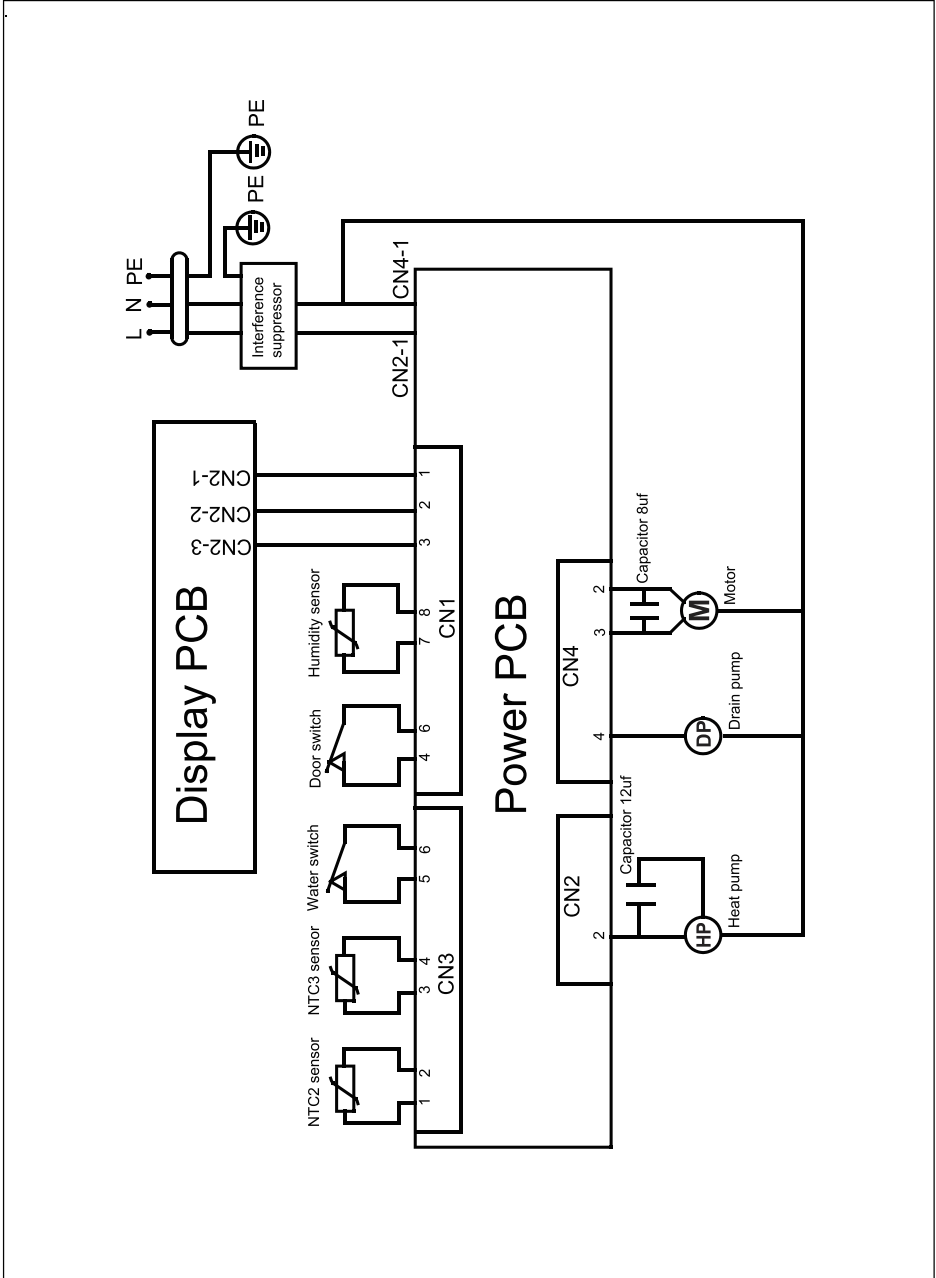 Display PCB
CN2-3
CN2-2
CN2-1
L
N
PE
PE
PE
Interference
suppressor
NTC2 sensor
NTC3 sensor
Water switch
Door switch
Humidity sensor
CN2-1
CN4-1
1
2
3
4
5
6
4
6
7
8
3
2
1
CN3
CN1
Power PCB
CN2
CN4
2
4
3
2
Capacitor 12uf
Capacitor 8uf
HP
DP
M
Heat pump
Drain pump
Motor